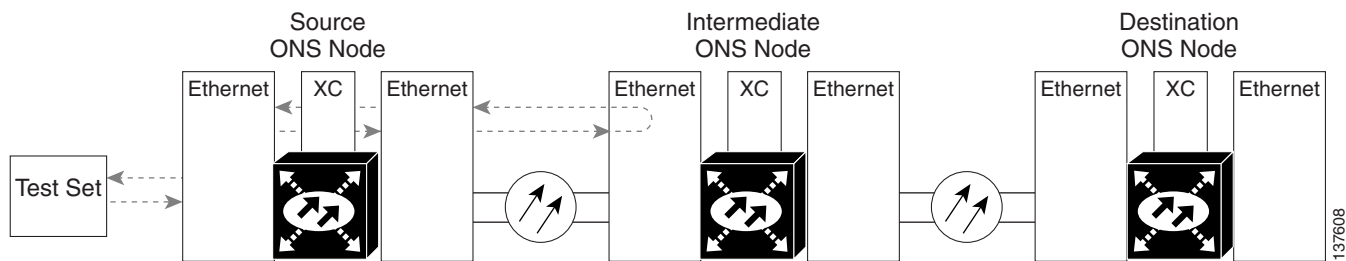 Source
ONS Node
Intermediate
ONS Node
Destination
ONS Node
Ethernet
XC
Ethernet
Ethernet
XC
Ethernet
Ethernet
XC
Ethernet
Test Set
137608